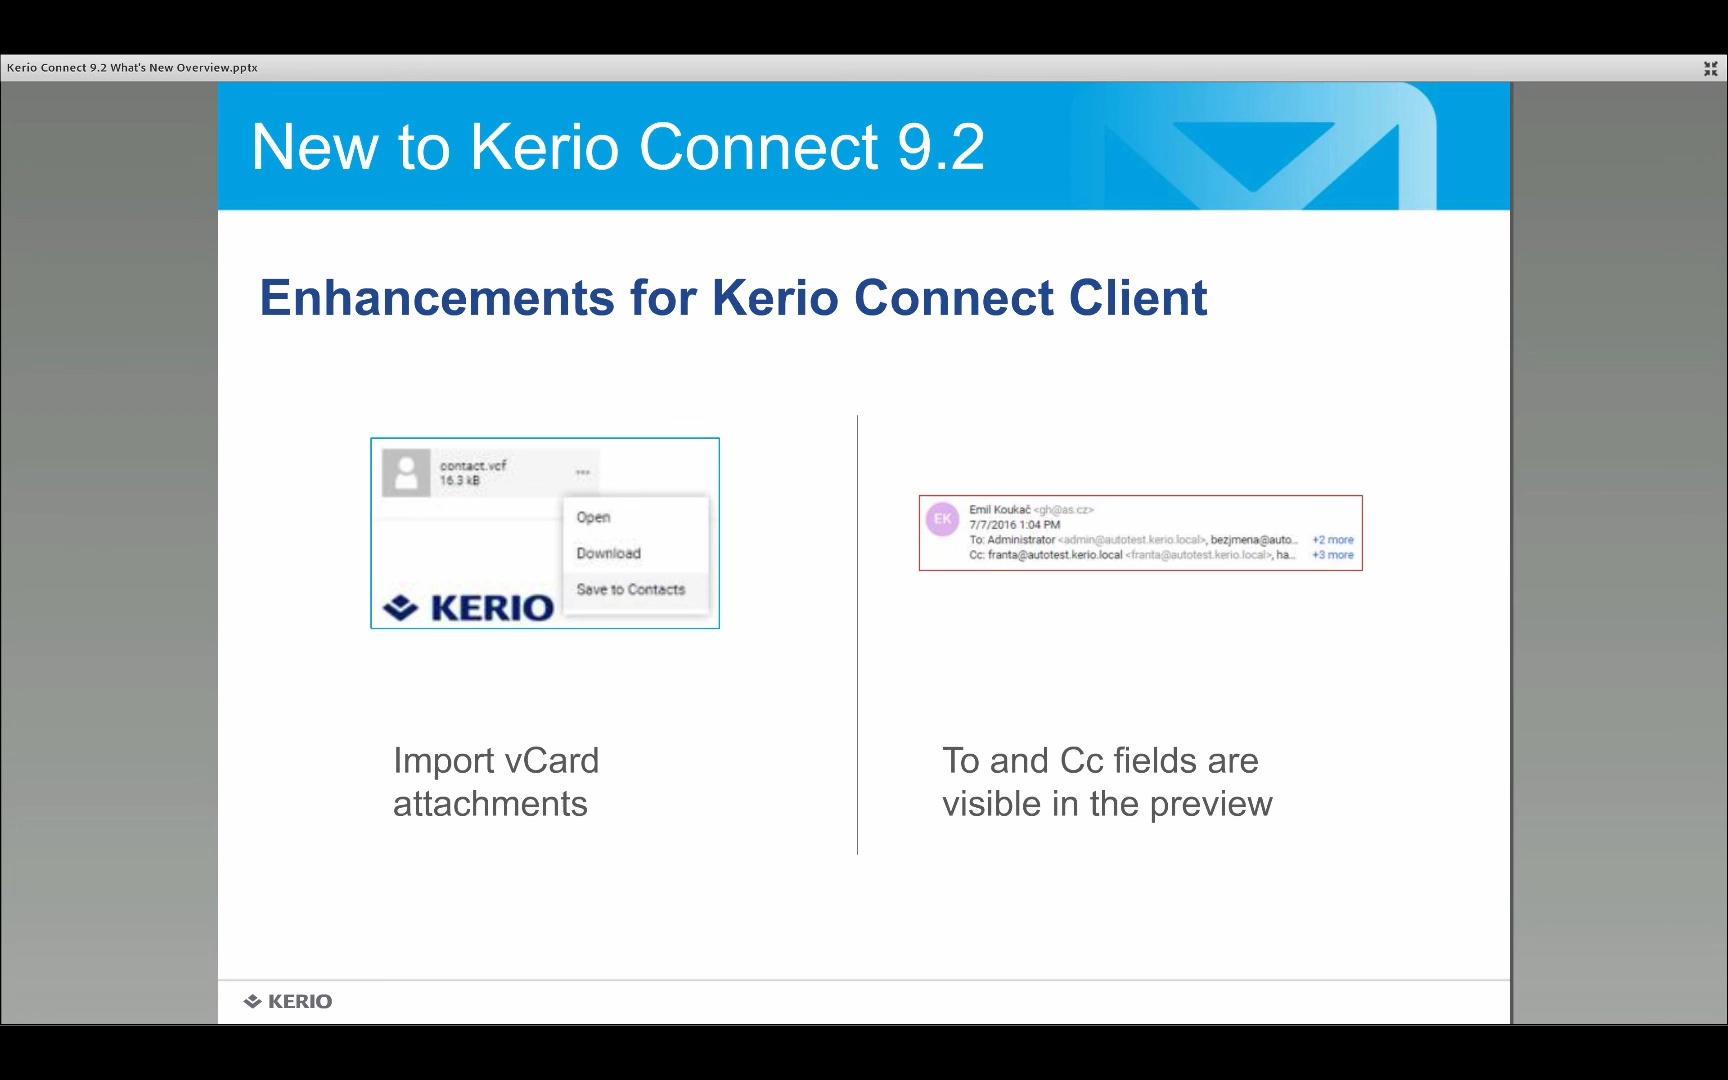 Kerio Connect 9.2 What's New Overview.pptx
New to Kerio Connect 9.2
Enhancements for Kerio Connect Client
contact.vcf
16.3 kB
Open
Download
Save to Contacts
KERIO
EK
Emil Koukač <gh@as.cz>
7/7/2016 1:04 PM
To: Administrator <admin@autotest.kerio.local>, bezjmena@auto... +2 more
Cc: franta@autotest.kerio.local <franta@autotest.kerio.local>, ha... +3 more
Import vCard
attachments
To and Cc fields are
visible in the preview
KERIO